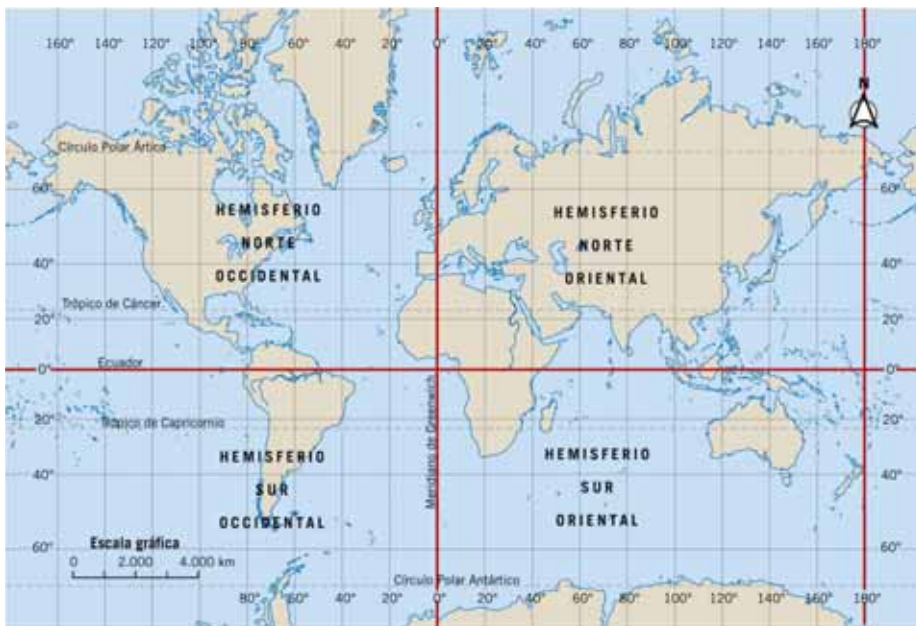 160° 120° 100° 80° 60° 40° 20° 0° 20° 40° 60° 80° 100° 120° 140° 160° 180°
N
Círculo Polar Ártico
60° 60°
HEMISFERIO
NORTE
OCCIDENTAL
HEMISFERIO
NORTE
ORIENTAL
40° 40°
Trópico de Cáncer
20° 20°
Ecuador
0° 0°
Meridiano de Greenwich
20° 20°
Trópico de Capricornio
HEMISFERIO
SUR
OCCIDENTAL
HEMISFERIO
SUR
ORIENTAL
40° 40°
Escala gráfica
0 2.000 4.000 km
60° 60°
Círculo Polar Antártico
160° 140° 120° 100° 80° 60° 40° 20° 0° 20° 40° 60° 80° 100° 120° 140° 160° 180°